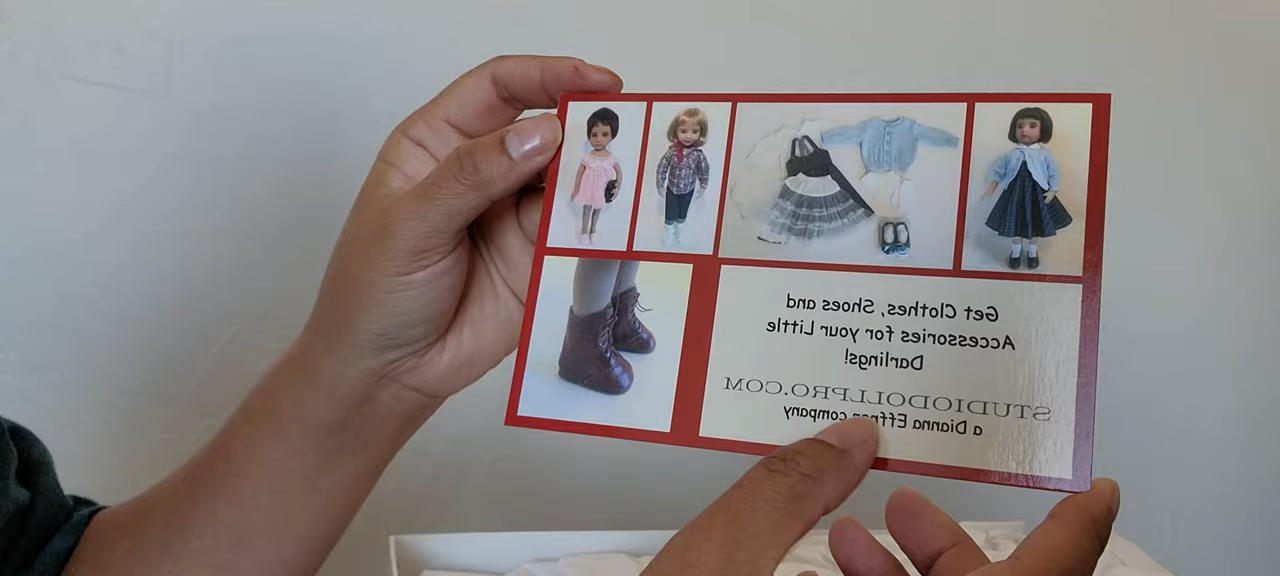 Get Clothes, Shoes and
Accessories for your Little
Darlings!
STUDIODOLLPRO.COM
a Dianna Effner company